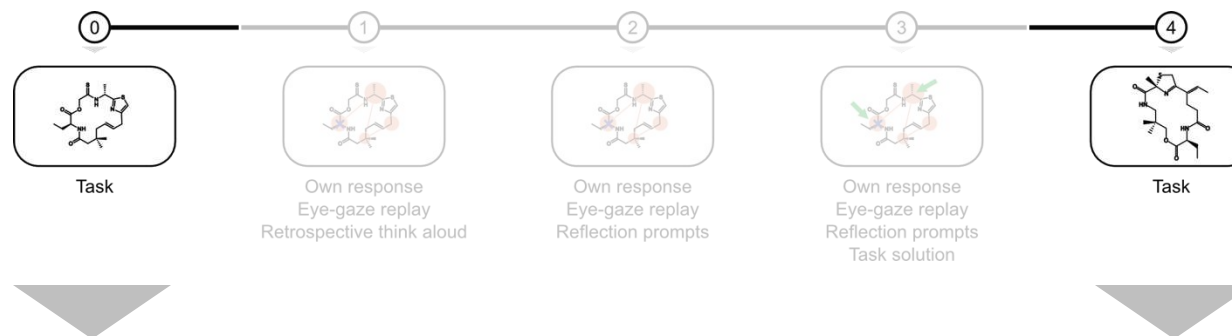 0
1
2
3
4
Task
Own response
Eye-gaze replay
Retrospective think aloud
Own response
Eye-gaze replay
Reflection prompts
Own response
Eye-gaze replay
Reflection prompts
Task solution
Task